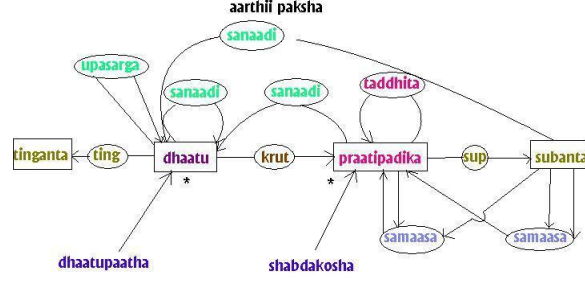 aarthii paksha
sanaadi
upasarga
sanaadi
sanaadi
taddhita
tinganta
ting
dhaatu
krut
praatipadika
sup
subanta
*
*
samaasa
samaasa
dhaatupaatha
shabdakosha